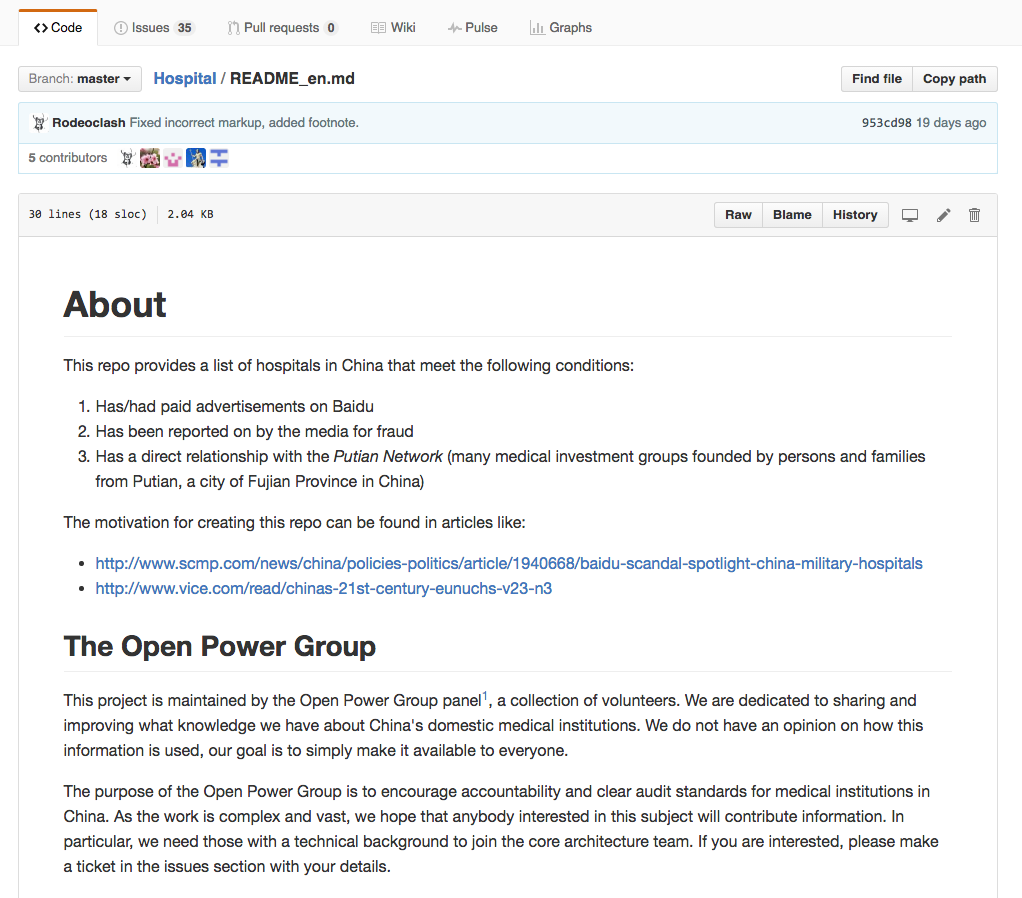 Code Issues 35 Pull requests 0 Wiki Pulse Graphs
Branch: master Hospital / README_en.md Find file Copy path
Rodeoclash Fixed incorrect markup, added footnote. 953cd98 19 days ago
5 contributors
30 lines (18 sloc) 2.04 KB Raw Blame History
About
This repo provides a list of hospitals in China that meet the following conditions:
1. Has/had paid advertisements on Baidu
2. Has been reported on by the media for fraud
3. Has a direct relationship with the Putian Network (many medical investment groups founded by persons and families
from Putian, a city of Fujian Province in China)
The motivation for creating this repo can be found in articles like:
• http://www.scmp.com/news/china/policies-politics/article/1940668/baidu-scandal-spotlight-china-military-hospitals
• http://www.vice.com/read/chinas-21st-century-eunuchs-v23-n3
The Open Power Group
This project is maintained by the Open Power Group panel1, a collection of volunteers. We are dedicated to sharing and
improving what knowledge we have about China's domestic medical institutions. We do not have an opinion on how this
information is used, our goal is to simply make it available to everyone.
The purpose of the Open Power Group is to encourage accountability and clear audit standards for medical institutions in
China. As the work is complex and vast, we hope that anybody interested in this subject will contribute information. In
particular, we need those with a technical background to join the core architecture team. If you are interested, please make
a ticket in the issues section with your details.